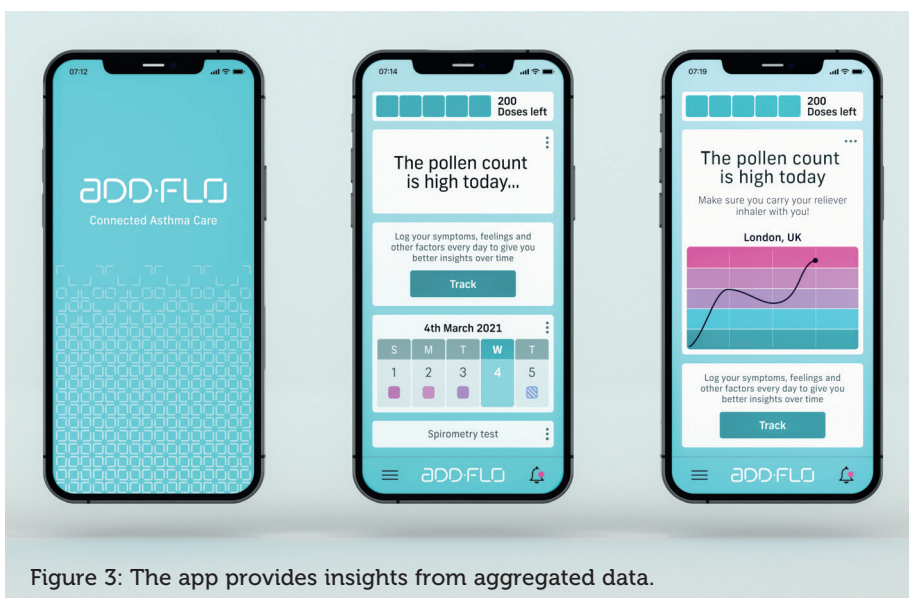 07:12
ADD·FLO
Connected Asthma Care
07:14
200
Doses left
The pollen count
is high today...
Log your symptoms, feelings and
other factors every day to give you
better insights over time
Track
4th March 2021
S M T W T
1 2 3 4 5
Spirometry test
ADD·FLO
07:19
200
Doses left
The pollen count
is high today
Make sure you carry your reliever
inhaler with you!
London, UK
Log your symptoms, feelings and
other factors every day to give you
better insights over time
Track
ADD·FLO
Figure 3: The app provides insights from aggregated data.